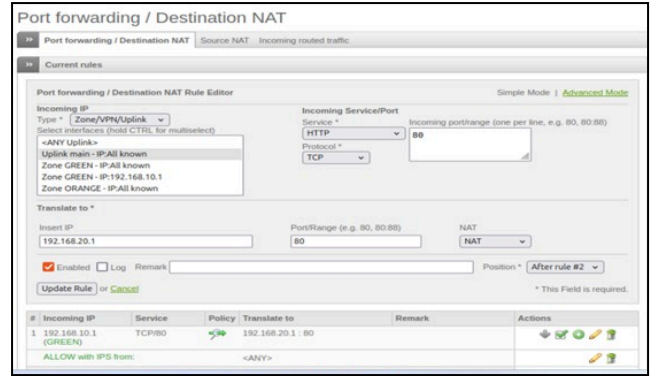 Port forwarding / Destination NAT
Port forwarding / Destination NAT Source NAT Incoming routed traffic
Current rules
Port forwarding / Destination NAT Rule Editor Simple Mode | Advanced Mode
Incoming IP Incoming Service/Port
Type * Zone/VPN/Uplink Service * Incoming port/range (one per line, e.g. 80, 80:88)
Select interfaces (hold CTRL for multiselect) HTTP 80
<ANY Uplink> Protocol *
Uplink main - IP:All known TCP
Zone GREEN - IP:All known
Zone GREEN - IP:192.168.10.1
Zone ORANGE - IP:All known
Translate to *
Insert IP Port/Range (e.g. 80, 80:88) NAT
192.168.20.1 80 NAT
Enabled Log Remark Position * After rule #2
Update Rule or Cancel * This Field is required.
# Incoming IP Service Policy Translate to Remark Actions
1 192.168.10.1 TCP/80 192.168.20.1 : 80
(GREEN)
ALLOW with IPS from: <ANY>